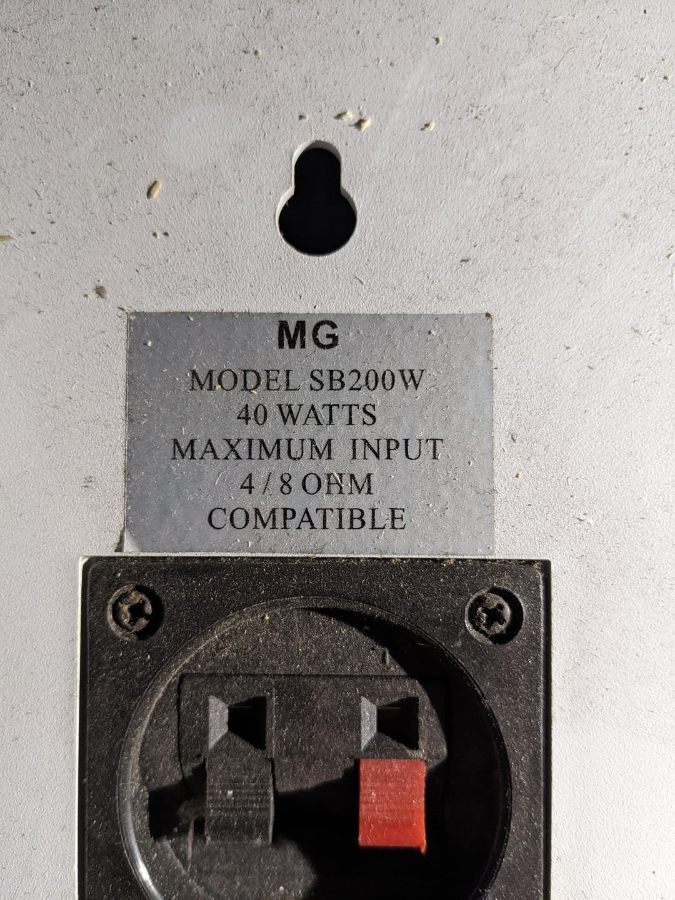 MG
MODEL SB200W
40 WATTS
MAXIMUM INPUT
4 / 8 OHM
COMPATIBLE